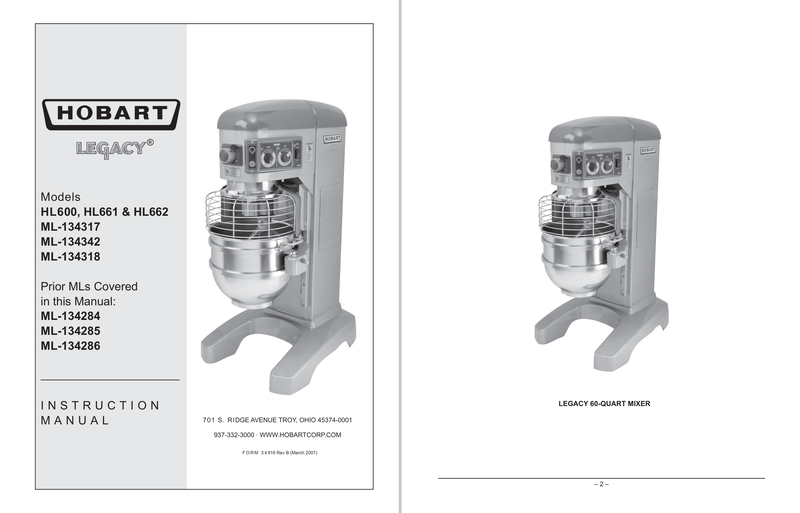 HOBART
LEGACY®
Models
HL600, HL661 & HL662
ML-134317
ML-134342
ML-134318
Prior MLs Covered
in this Manual:
ML-134284
ML-134285
ML-134286
INSTRUCTION
MANUAL
HOBART
701 S. RIDGE AVENUE TROY, OHIO 45374-0001
937-332-3000 · WWW.HOBARTCORP.COM
FORM 34916 Rev B (March 2007)
HOBART
LEGACY 60-QUART MIXER
– 2 –